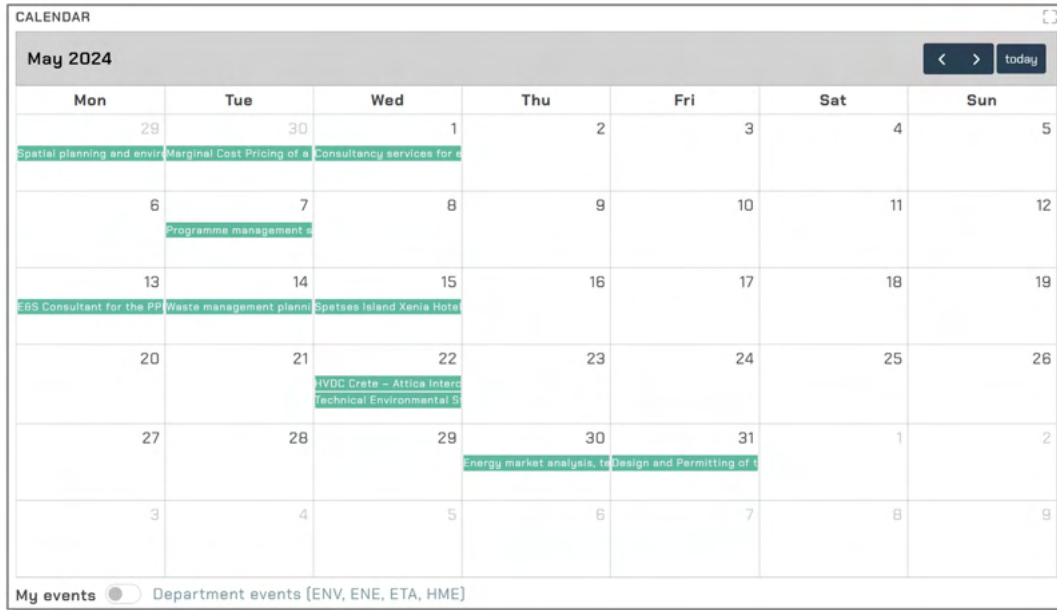 CALENDAR
May 2024
< > today
Mon Tue Wed Thu Fri Sat Sun
29 30 1 2 3 4 5
Spatial planning and envir Marginal Cost Pricing of a Consultancy services for e
6 7 8 9 10 11 12
Programme management s
13 14 15 16 17 18 19
E&S Consultant for the PP Waste management planni Spetses Island Xenia Hotel
20 21 22 23 24 25 26
HVDC Crete – Attica Interc
Technical Environmental S
27 28 29 30 31 1 2
Energy market analysis, te Design and Permitting of t
3 4 5 6 7 8 9
My events Department events (ENV, ENE, ETA, HME)